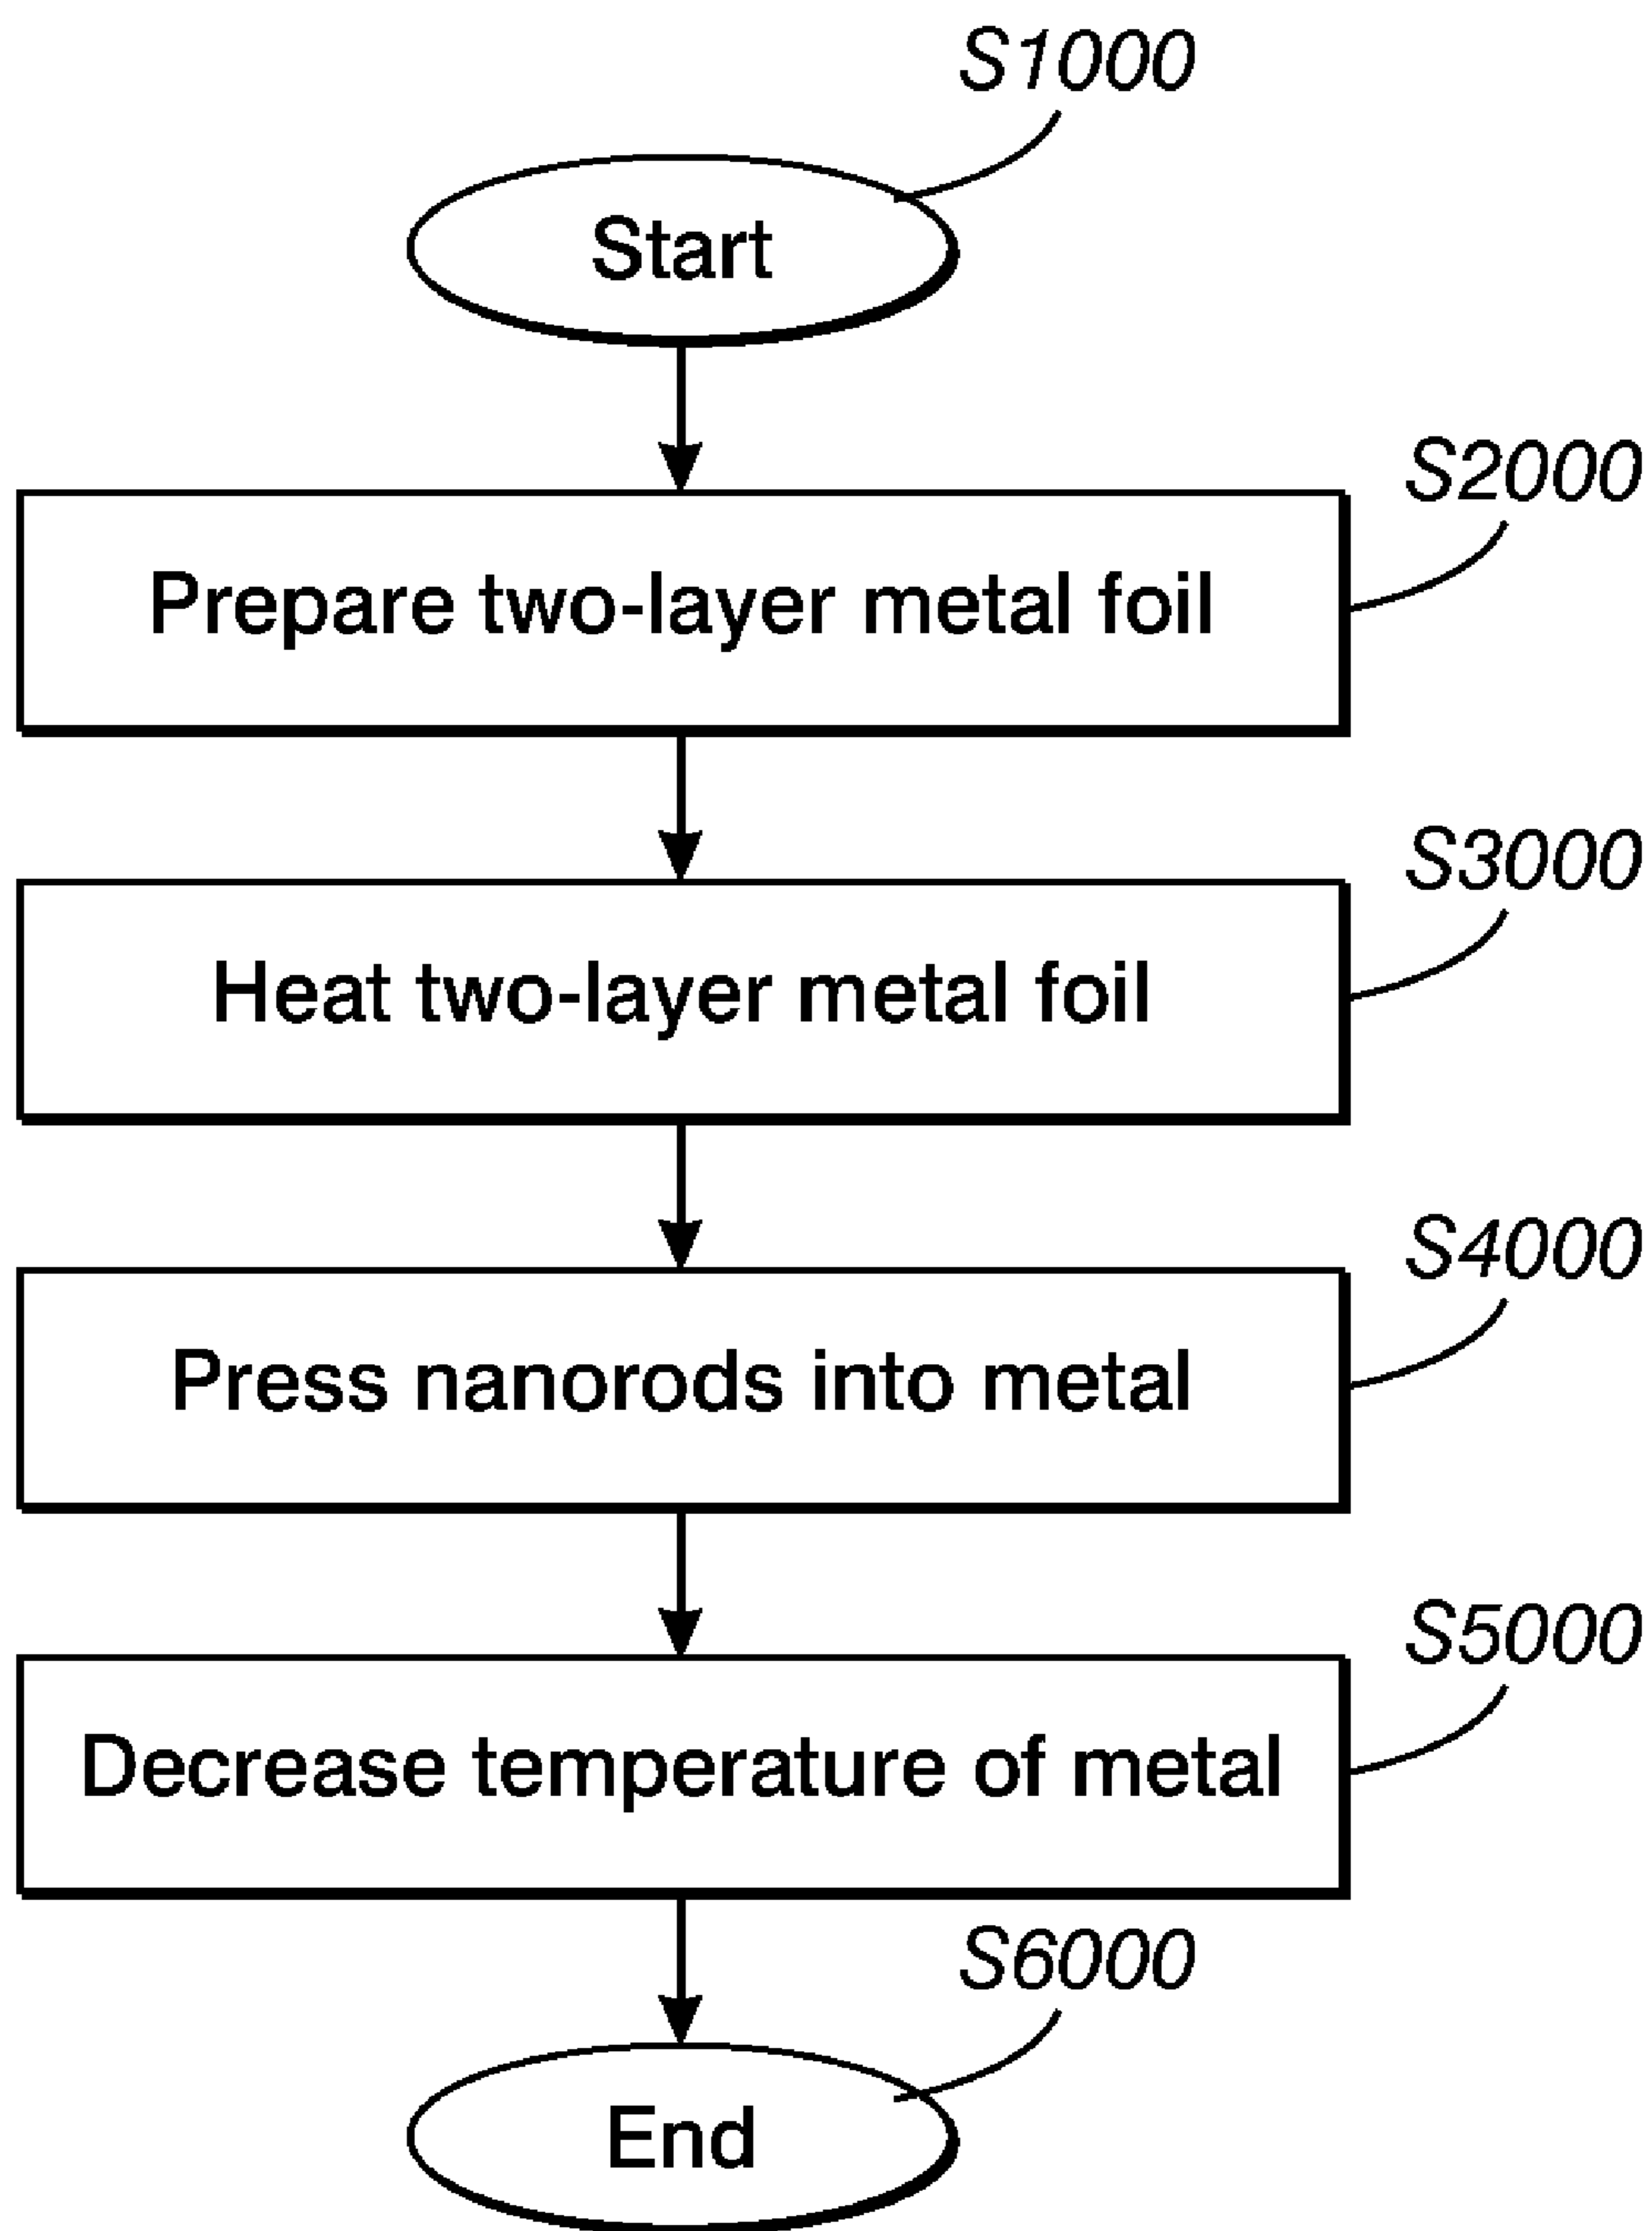 S1000
Start
S2000
Prepare two-layer metal foil
S3000
Heat two-layer metal foil
S4000
Press nanorods into metal
S5000
Decrease temperature of metal
S6000
End